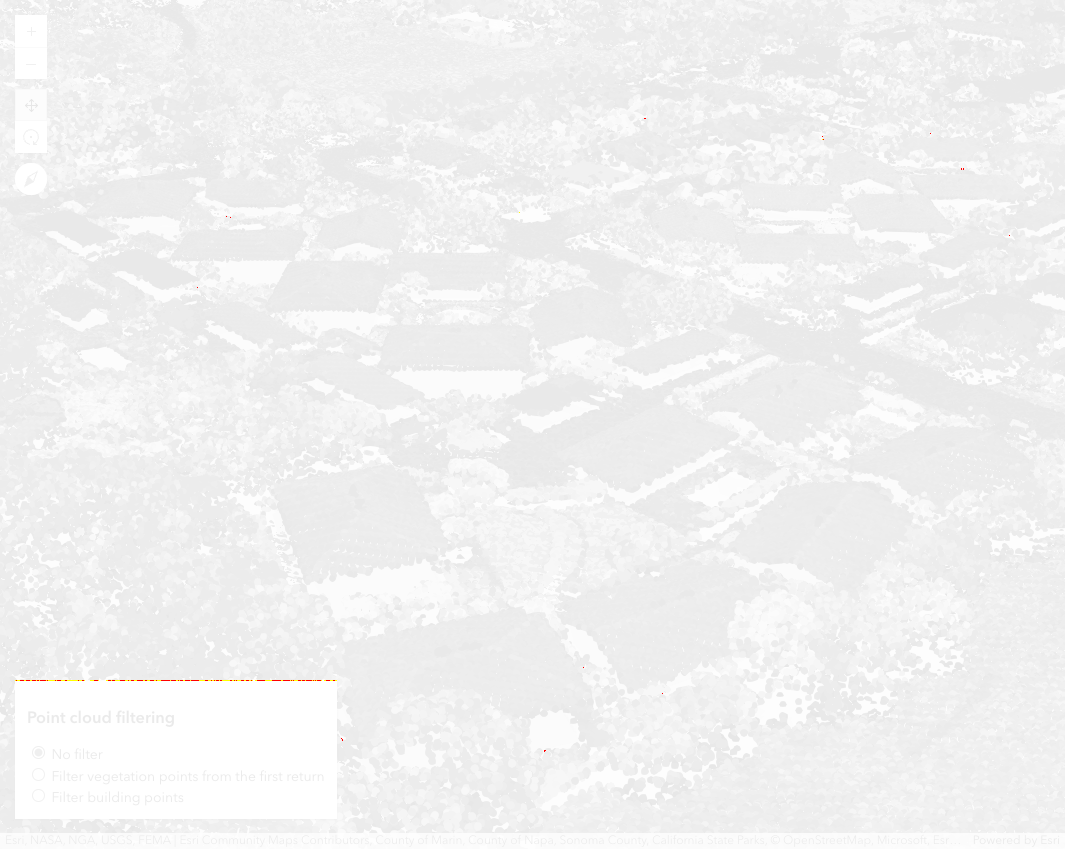 Point cloud filtering
No filter
Filter vegetation points from the first return
Filter building points
Esri, NASA, NGA, USGS, FEMA | Esri Community Maps Contributors, County of Marin, County of Napa, Sonoma County, California State Parks, © OpenStreetMap, Microsoft, Esri... Powered by Esri